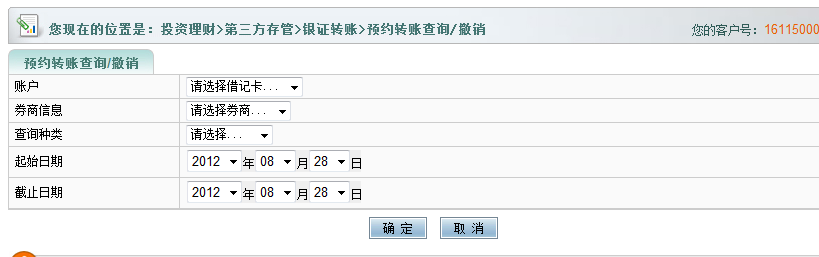 您现在的位置是：投资理财>第三方存管>银证转账>预约转账查询/撤销 您的客户号：16115000
预约转账查询/撤销
账户 请选择借记卡...
券商信息 请选择券商...
查询种类 请选择...
起始日期 2012 年 08 月 28 日
截止日期 2012 年 08 月 28 日
确 定 取 消